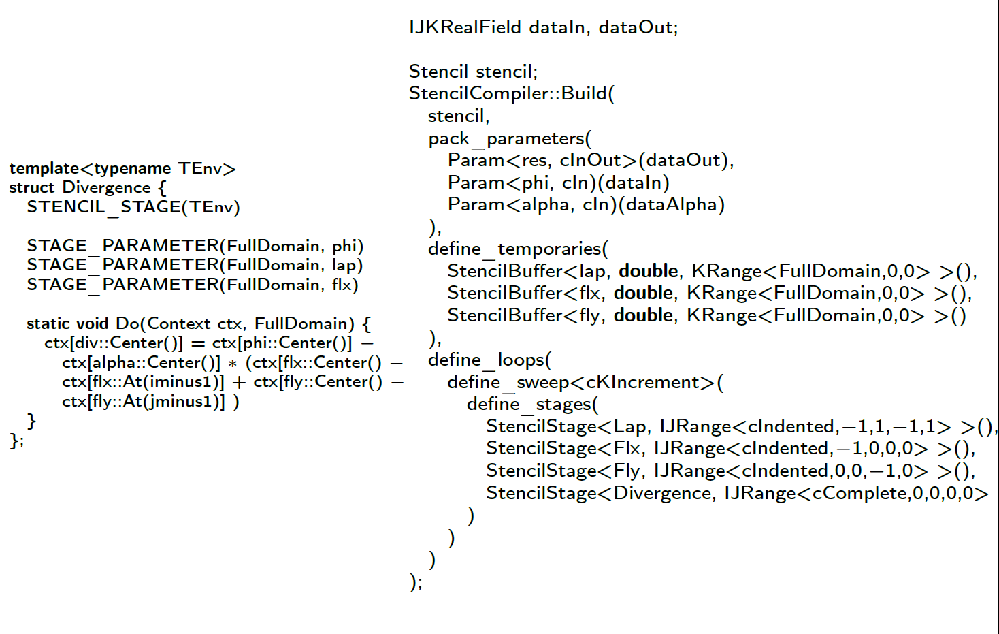 template<typename TEnv>
struct Divergence {
STENCIL_STAGE(TEnv)
STAGE_PARAMETER(FullDomain, phi)
STAGE_PARAMETER(FullDomain, lap)
STAGE_PARAMETER(FullDomain, flx)
static void Do(Context ctx, FullDomain) {
ctx[div::Center()] = ctx[phi::Center()] −
ctx[alpha::Center()] * (ctx[flx::Center() −
ctx[flx::At(iminus1)] + ctx[fly::Center() −
ctx[fly::At(jminus1)] )
}
};
IJKRealField dataIn, dataOut;
Stencil stencil;
StencilCompiler::Build(
stencil,
pack_parameters(
Param<res, cInOut>(dataOut),
Param<phi, cIn)(dataIn)
Param<alpha, cIn)(dataAlpha)
),
define_temporaries(
StencilBuffer<lap, double, KRange<FullDomain,0,0> >(),
StencilBuffer<flx, double, KRange<FullDomain,0,0> >(),
StencilBuffer<fly, double, KRange<FullDomain,0,0> >()
),
define_loops(
define_sweep<cKIncrement>(
define_stages(
StencilStage<Lap, IJRange<cIndented,−1,1,−1,1> >(),
StencilStage<Flx, IJRange<cIndented,−1,0,0,0> >(),
StencilStage<Fly, IJRange<cIndented,0,0,−1,0> >(),
StencilStage<Divergence, IJRange<cComplete,0,0,0,0>
)
)
)
);